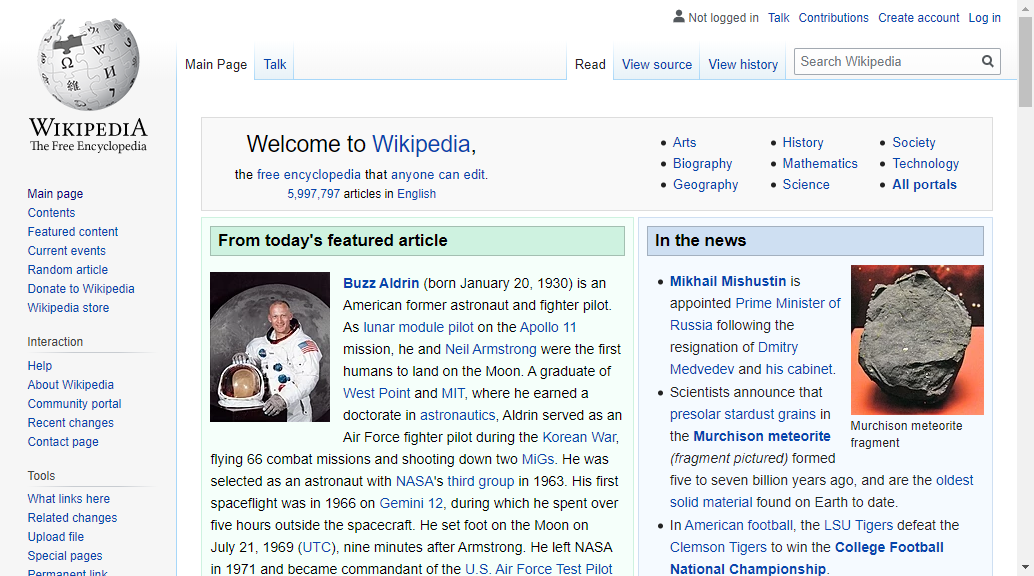 Not logged in Talk Contributions Create account Log in
Main Page Talk Read View source View history Search Wikipedia
WIKIPEDIA
The Free Encyclopedia
Main page
Contents
Featured content
Current events
Random article
Donate to Wikipedia
Wikipedia store
Interaction
Help
About Wikipedia
Community portal
Recent changes
Contact page
Tools
What links here
Related changes
Upload file
Special pages
Permanent link
Welcome to Wikipedia,
the free encyclopedia that anyone can edit.
5,997,797 articles in English
Arts
Biography
Geography
History
Mathematics
Science
Society
Technology
All portals
From today's featured article
Buzz Aldrin (born January 20, 1930) is an
American former astronaut and fighter pilot.
As lunar module pilot on the Apollo 11
mission, he and Neil Armstrong were the first
humans to land on the Moon. A graduate of
West Point and MIT, where he earned a
doctorate in astronautics, Aldrin served as an
Air Force fighter pilot during the Korean War,
flying 66 combat missions and shooting down two MiGs. He was
selected as an astronaut with NASA's third group in 1963. His first
spaceflight was in 1966 on Gemini 12, during which he spent over
five hours outside the spacecraft. He set foot on the Moon on
July 21, 1969 (UTC), nine minutes after Armstrong. He left NASA
in 1971 and became commandant of the U.S. Air Force Test Pilot
In the news
Mikhail Mishustin is
appointed Prime Minister of
Russia following the
resignation of Dmitry
Medvedev and his cabinet.
Scientists announce that
presolar stardust grains in
the Murchison meteorite
(fragment pictured) formed
five to seven billion years ago, and are the oldest
solid material found on Earth to date.
In American football, the LSU Tigers defeat the
Clemson Tigers to win the College Football
National Championship.
Murchison meteorite
fragment